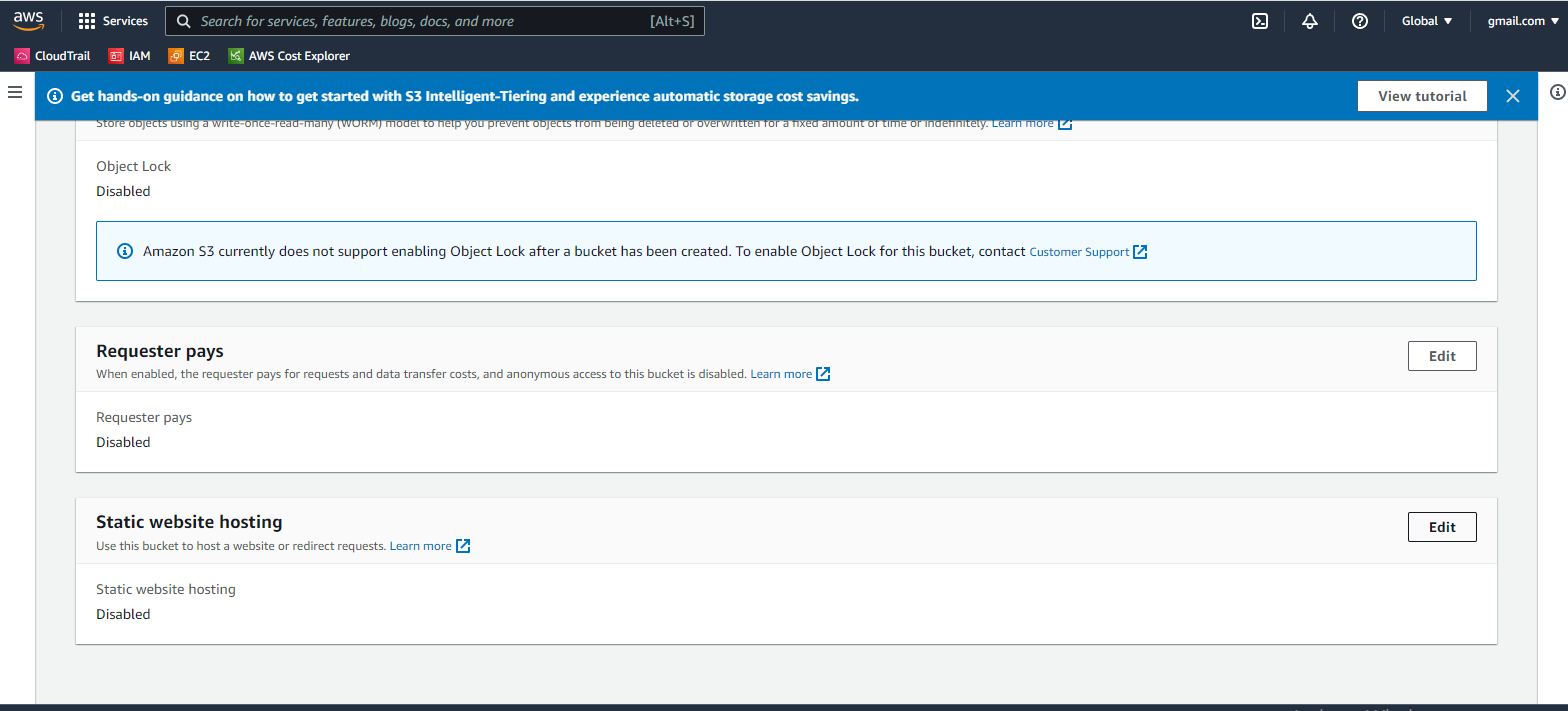 aws
Services
Search for services, features, blogs, docs, and more
[Alt+S]
Global
gmail.com
CloudTrail
IAM
EC2
AWS Cost Explorer
Get hands-on guidance on how to get started with S3 Intelligent-Tiering and experience automatic storage cost savings.
View tutorial
Store objects using a write-once-read-many (WORM) model to help you prevent objects from being deleted or overwritten for a fixed amount of time or indefinitely. Learn more
Object Lock
Disabled
Amazon S3 currently does not support enabling Object Lock after a bucket has been created. To enable Object Lock for this bucket, contact Customer Support
Requester pays
Edit
When enabled, the requester pays for requests and data transfer costs, and anonymous access to this bucket is disabled. Learn more
Requester pays
Disabled
Static website hosting
Edit
Use this bucket to host a website or redirect requests. Learn more
Static website hosting
Disabled